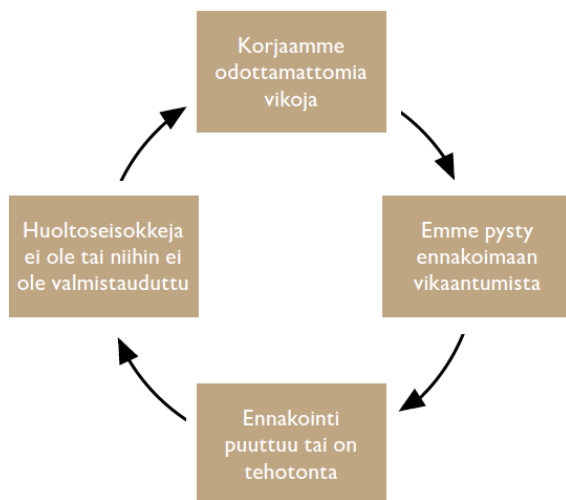 Korjaamme
odottamattomia
vikoja
Emme pysty
ennakoimaan
vikaantumista
Ennakointi
puuttuu tai on
tehotonta
Huoltoseisokkeja
ei ole tai niihin ei
ole valmistauduttu